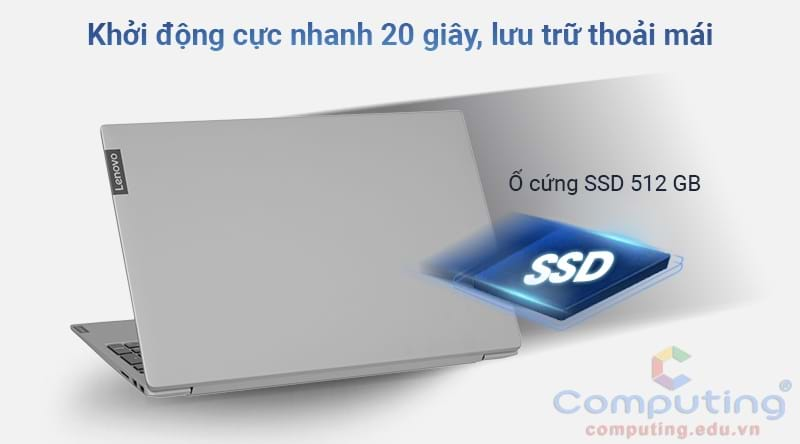 Khởi động cực nhanh 20 giây, lưu trữ thoải mái
Lenovo
Ổ cứng SSD 512 GB
SSD
Computing®
computing.edu.vn